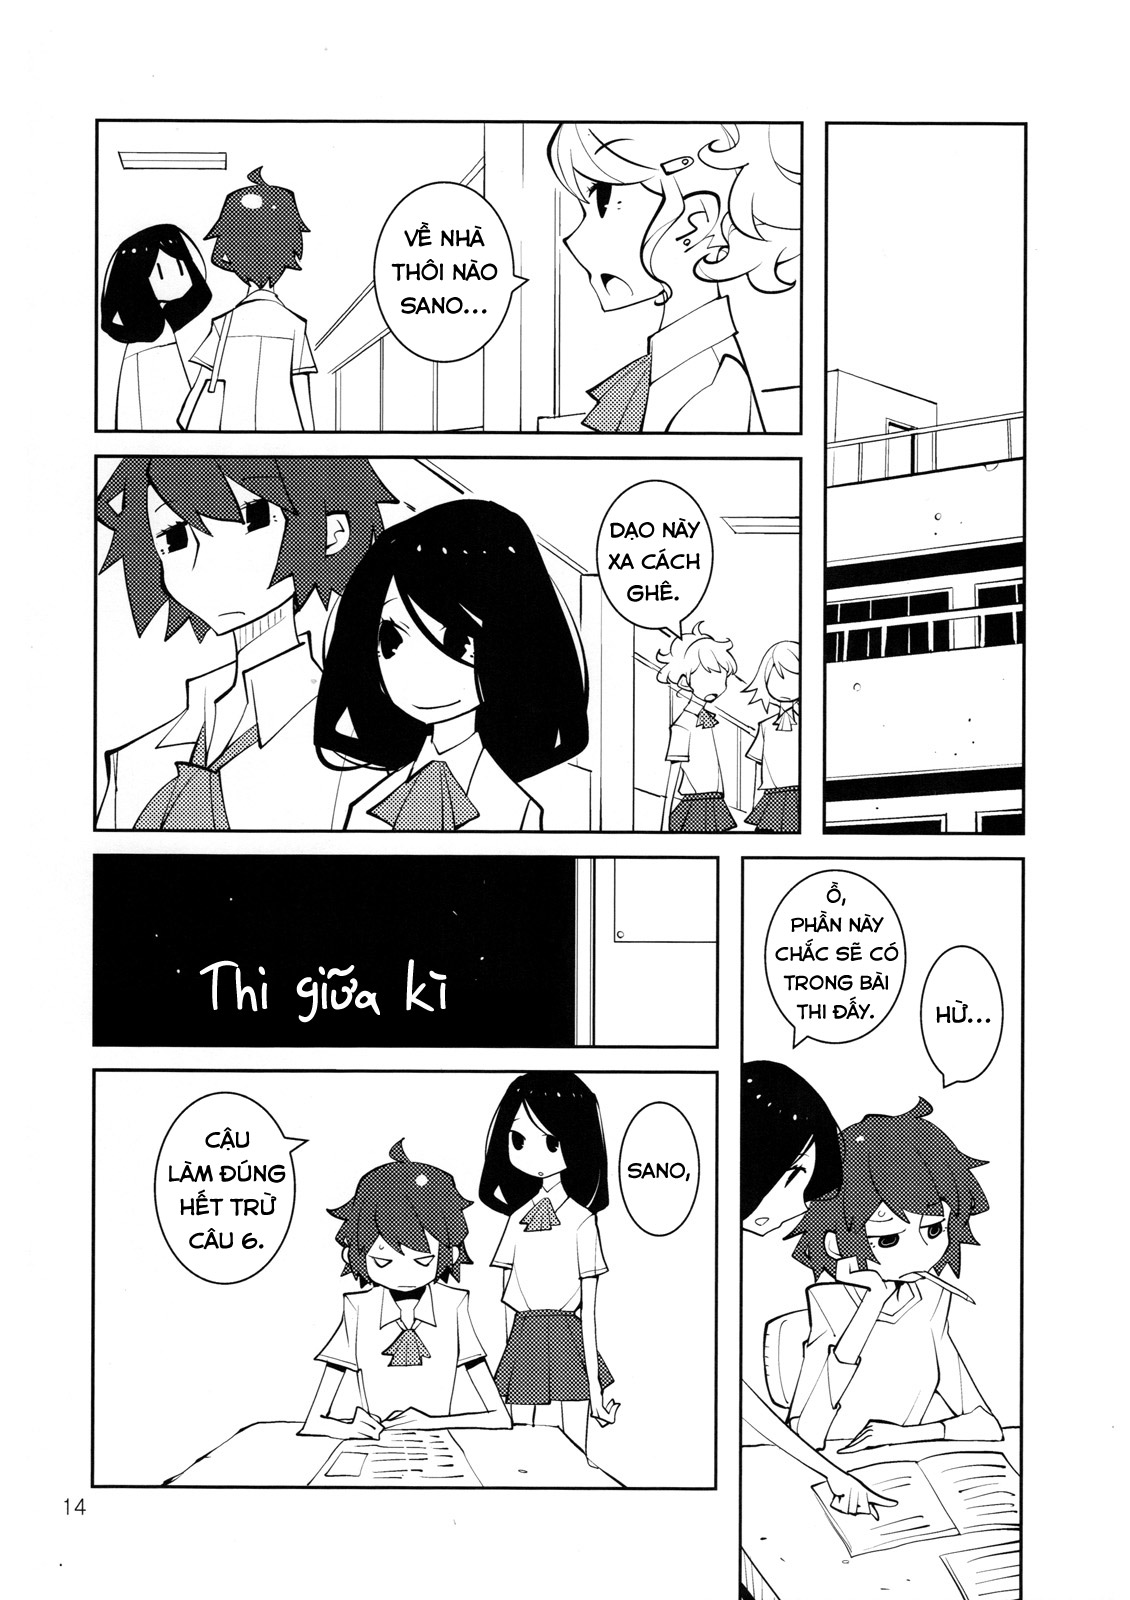 VỀ NHÀ
THÔI NÀO
SANO...
DẠO NÀY
XA CÁCH
GHÊ.
Ồ,
PHẦN NÀY
CHẮC SẼ CÓ
TRONG BÀI
THI ĐẤY.
HỪ...
Thi giữa kì
SANO,
CẬU
LÀM ĐÚNG
HẾT TRỪ
CÂU 6.
14